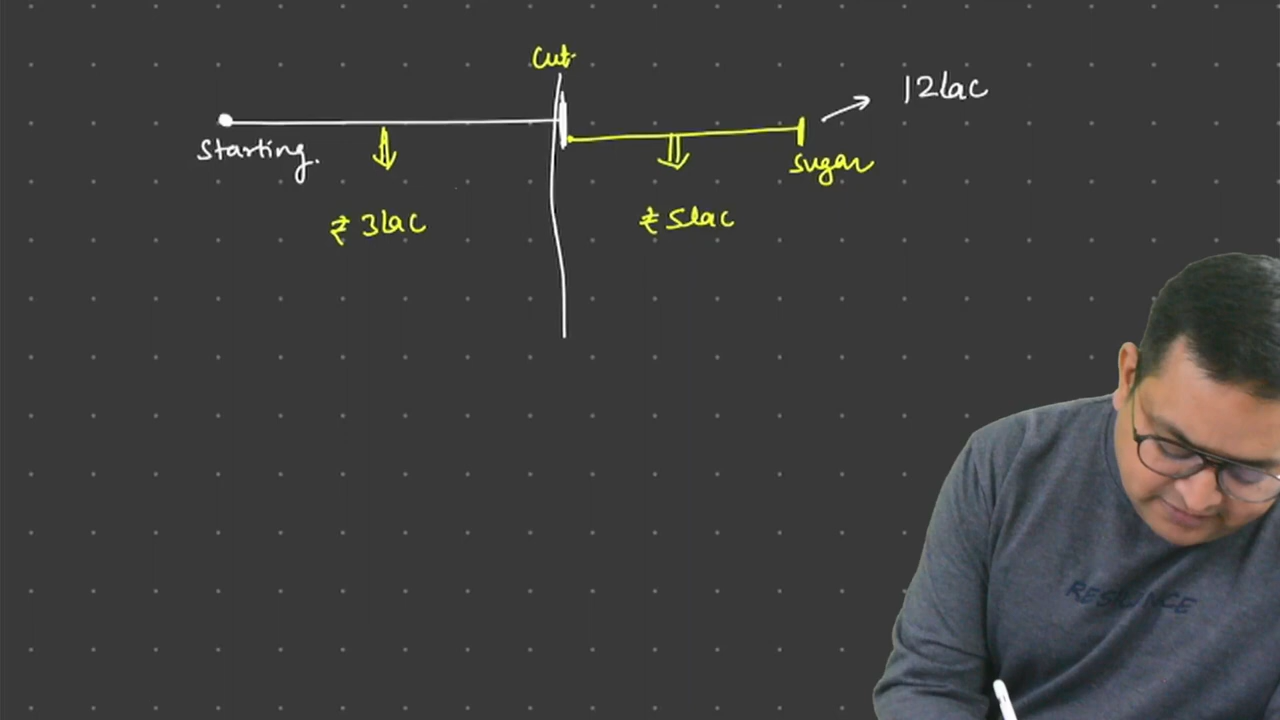 Cut
12lac
Starting.
Sugar
₹ 3lac
₹ 5lac